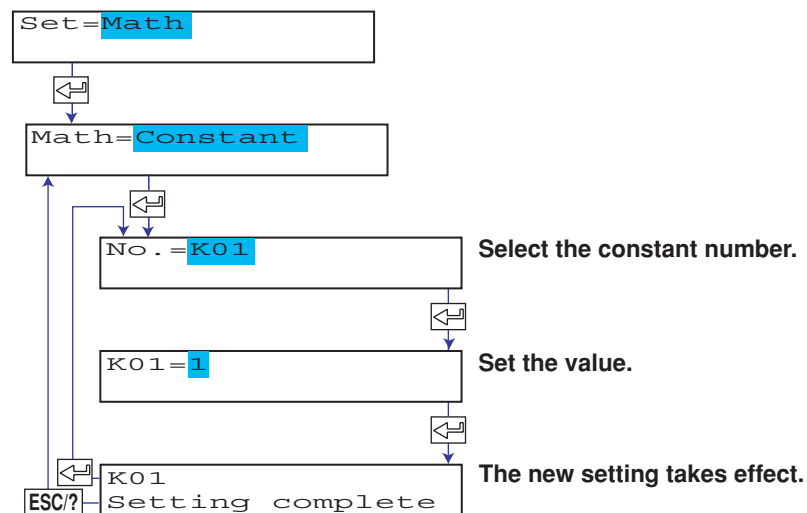 Set=Math
Math=Constant
No.=K01
Select the constant number.
K01=1
Set the value.
K01
The new setting takes effect.
ESC/?
Setting complete